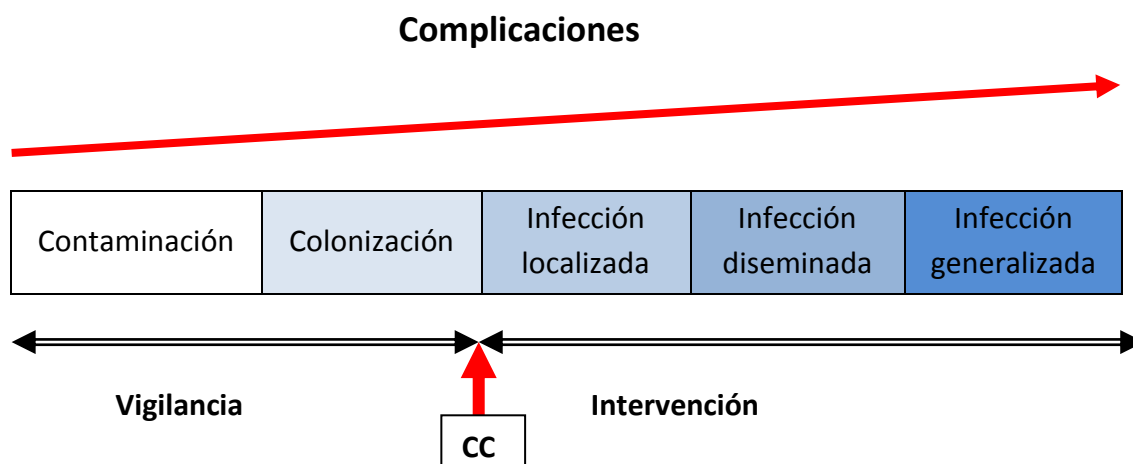 Complicaciones
Contaminación
Colonización
Infección
localizada
Infección
diseminada
Infección
generalizada
Vigilancia
Intervención
CC